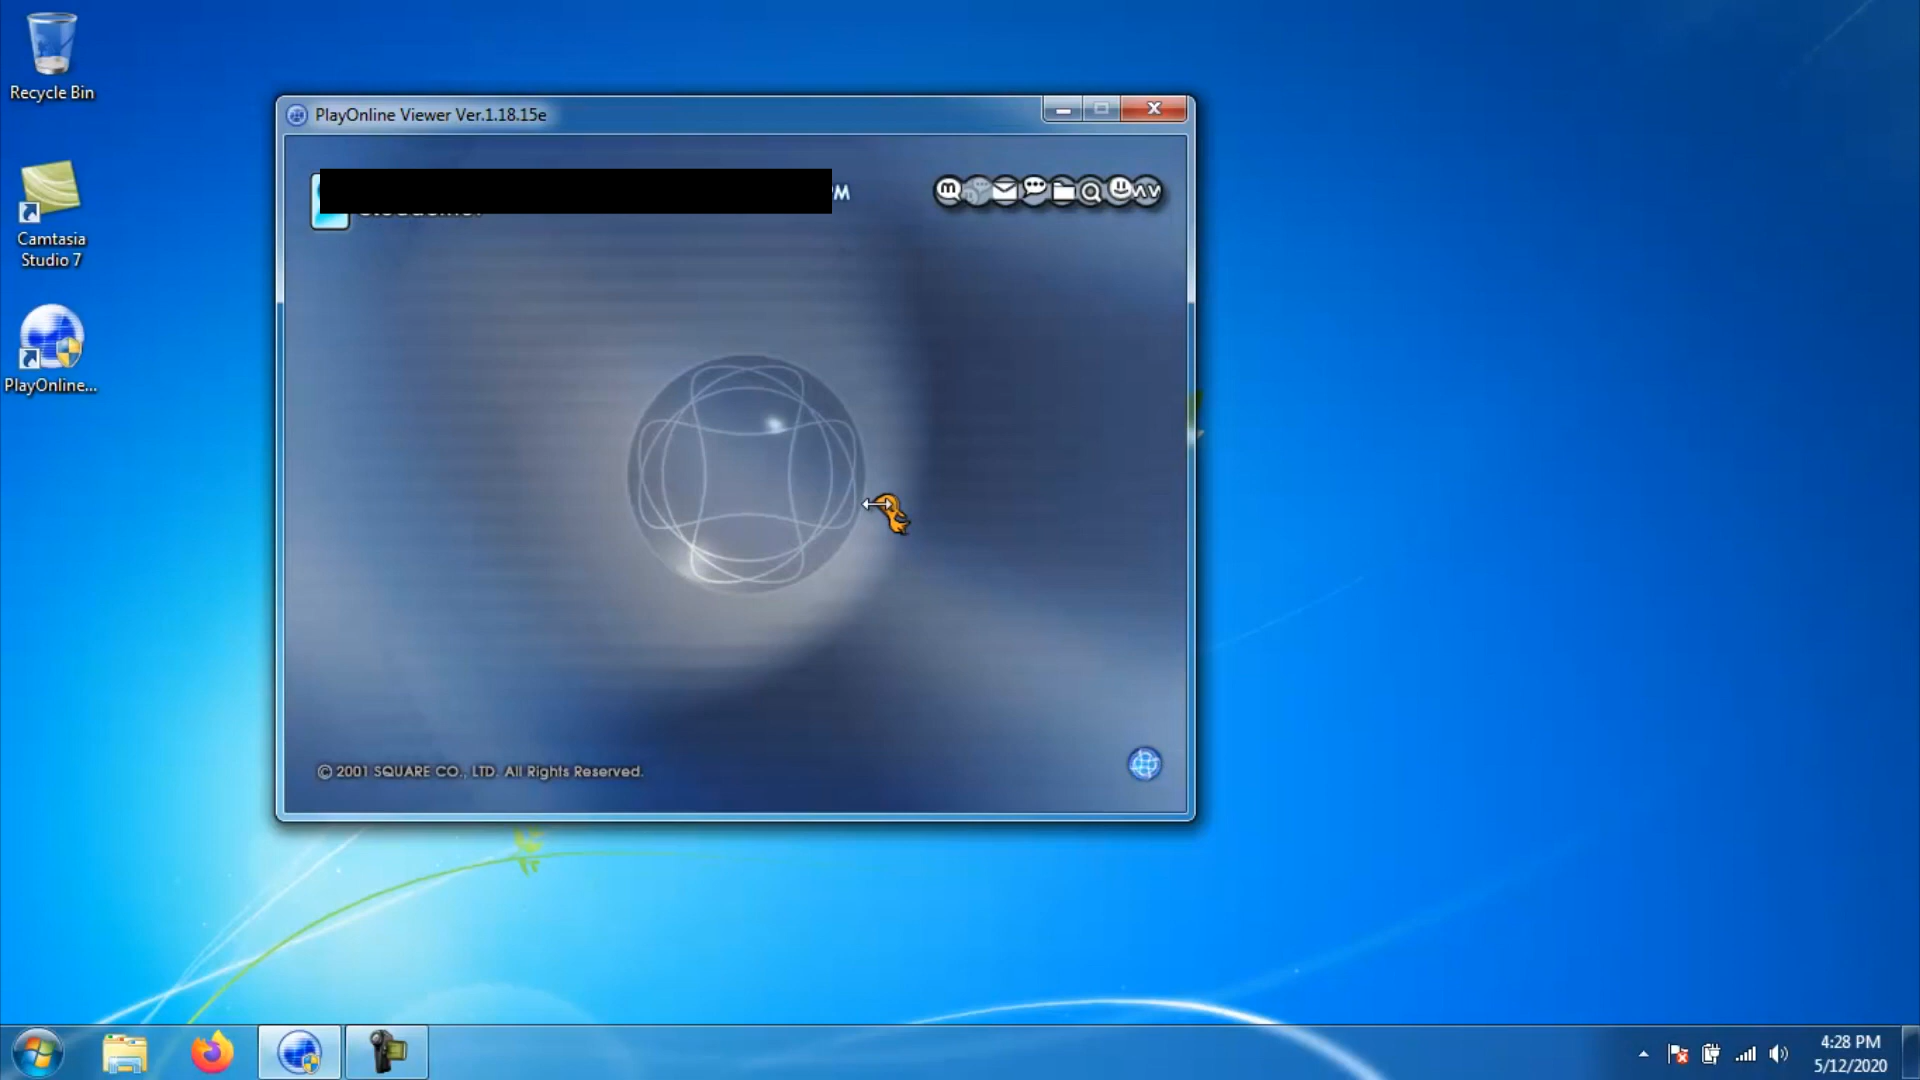 Recycle Bin
Camtasia
Studio 7
PlayOnline...
PlayOnline Viewer Ver.1.18.15e
© 2001 SQUARE CO., LTD. All Rights Reserved.
4:28 PM
5/12/2020